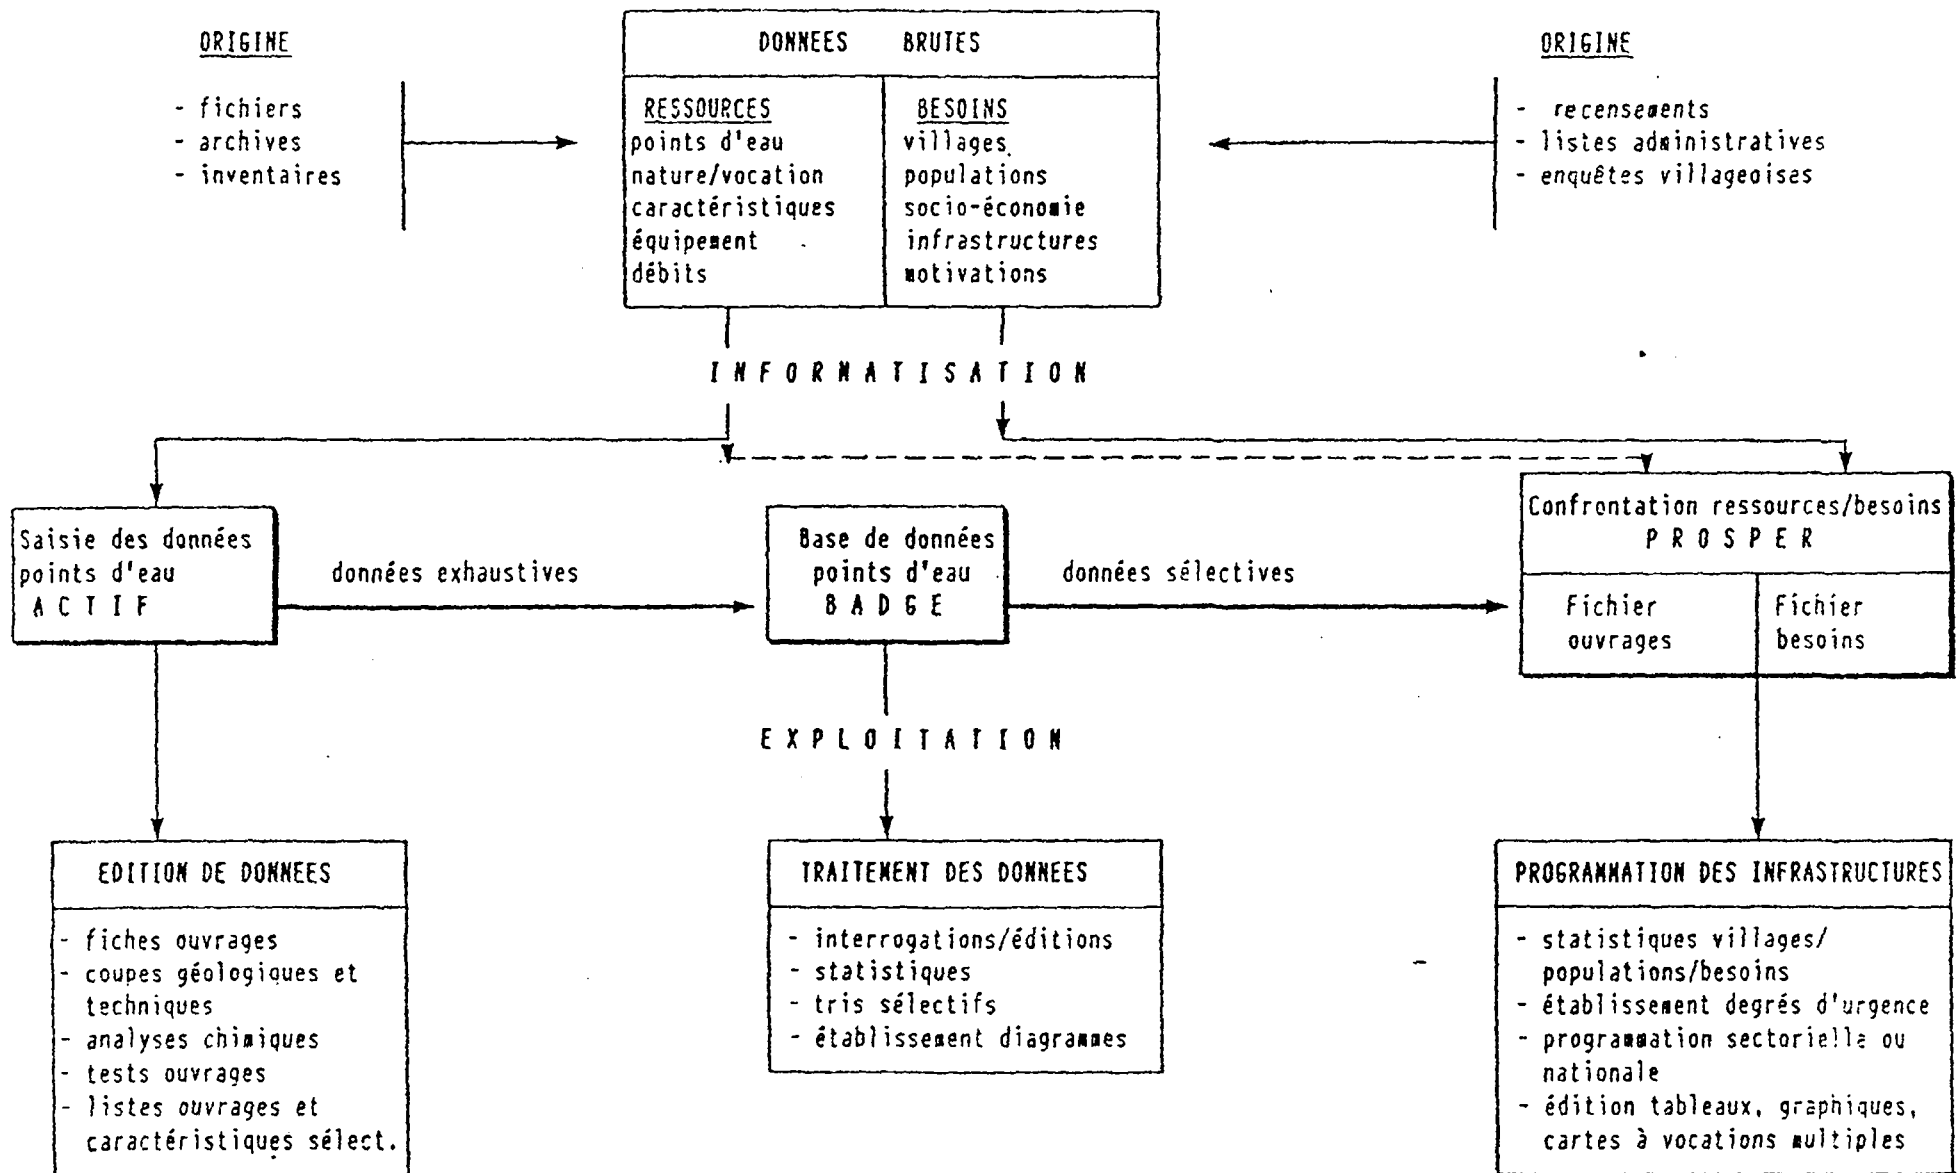 ORIGINE
- fichiers
- archives
- inventaires
DONNEES BRUTES
RESSOURCES
points d'eau
nature/vocation
caractéristiques
équipement
débits
BESOINS
villages
populations
socio-économie
infrastructures
motivations
ORIGINE
- recensements
- listes administratives
- enquêtes villageoises
INFORMATISATION
Saisie des données
points d'eau
ACTIF
données exhaustives
Base de données
points d'eau
BADGE
données sélectives
Confrontation ressources/besoins
PROSPER
Fichier
ouvrages
Fichier
besoins
EXPLOITATION
EDITION DE DONNEES
- fiches ouvrages
- coupes géologiques et
techniques
- analyses chimiques
- tests ouvrages
- listes ouvrages et
caractéristiques sélect.
TRAITEMENT DES DONNEES
- interrogations/éditions
- statistiques
- tris sélectifs
- établissement diagrammes
PROGRAMMATION DES INFRASTRUCTURES
- statistiques villages/
populations/besoins
- établissement degrés d'urgence
- programmation sectorielle ou
nationale
- édition tableaux, graphiques,
cartes à vocations multiples